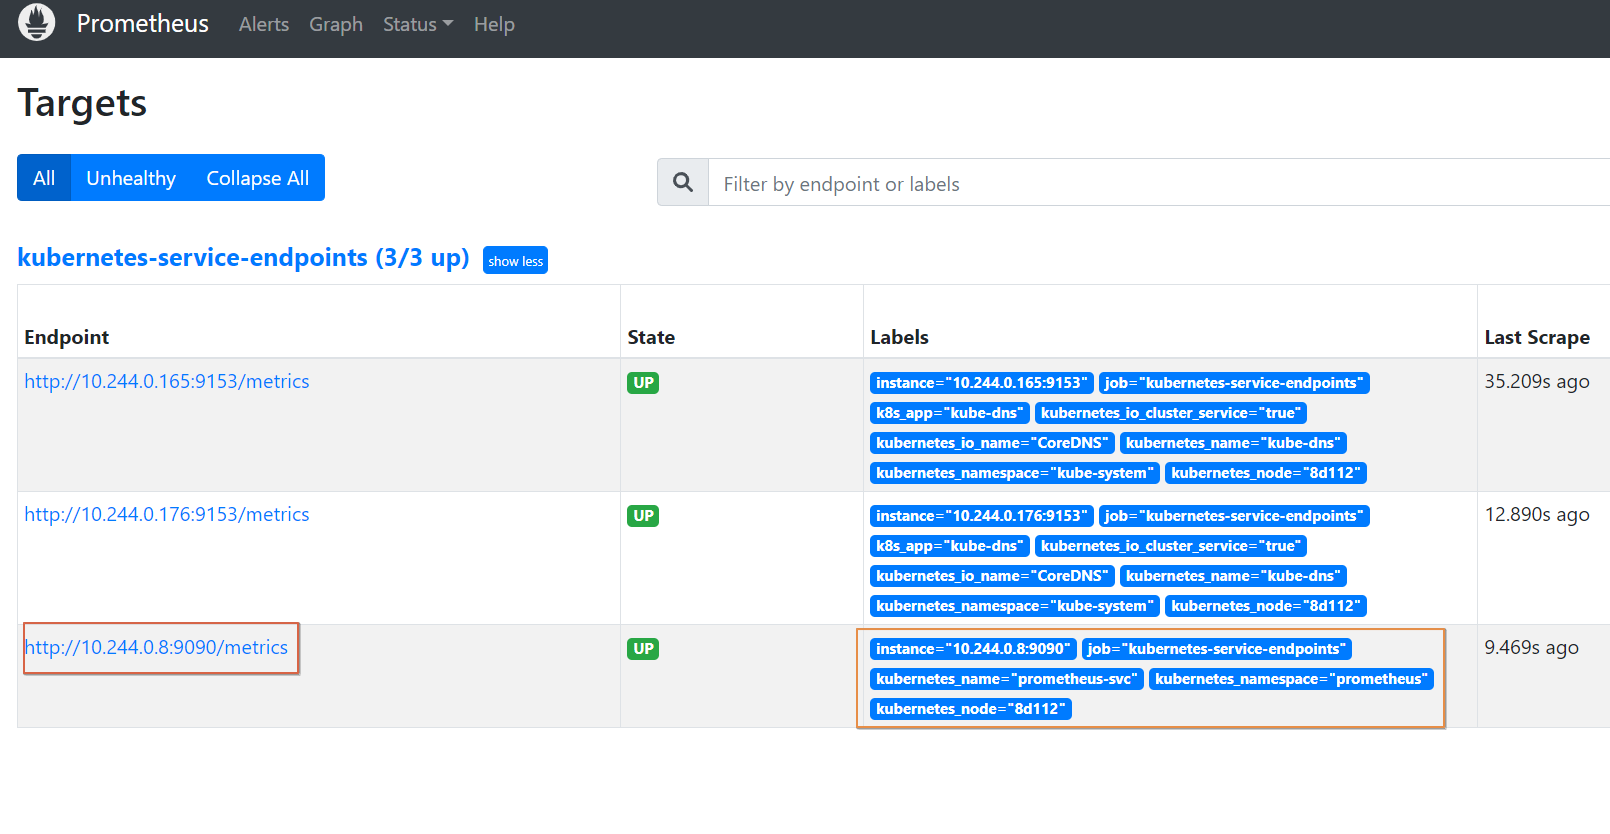 Prometheus Alerts Graph Status Help
Targets
All Unhealthy Collapse All
Filter by endpoint or labels
kubernetes-service-endpoints (3/3 up) show less
Endpoint State Labels Last Scrape
http://10.244.0.165:9153/metrics UP instance="10.244.0.165:9153" job="kubernetes-service-endpoints" 35.209s ago
k8s_app="kube-dns" kubernetes_io_cluster_service="true"
kubernetes_io_name="CoreDNS" kubernetes_name="kube-dns"
kubernetes_namespace="kube-system" kubernetes_node="8d112"
http://10.244.0.176:9153/metrics UP instance="10.244.0.176:9153" job="kubernetes-service-endpoints" 12.890s ago
k8s_app="kube-dns" kubernetes_io_cluster_service="true"
kubernetes_io_name="CoreDNS" kubernetes_name="kube-dns"
kubernetes_namespace="kube-system" kubernetes_node="8d112"
http://10.244.0.8:9090/metrics UP instance="10.244.0.8:9090" job="kubernetes-service-endpoints" 9.469s ago
kubernetes_name="prometheus-svc" kubernetes_namespace="prometheus"
kubernetes_node="8d112"